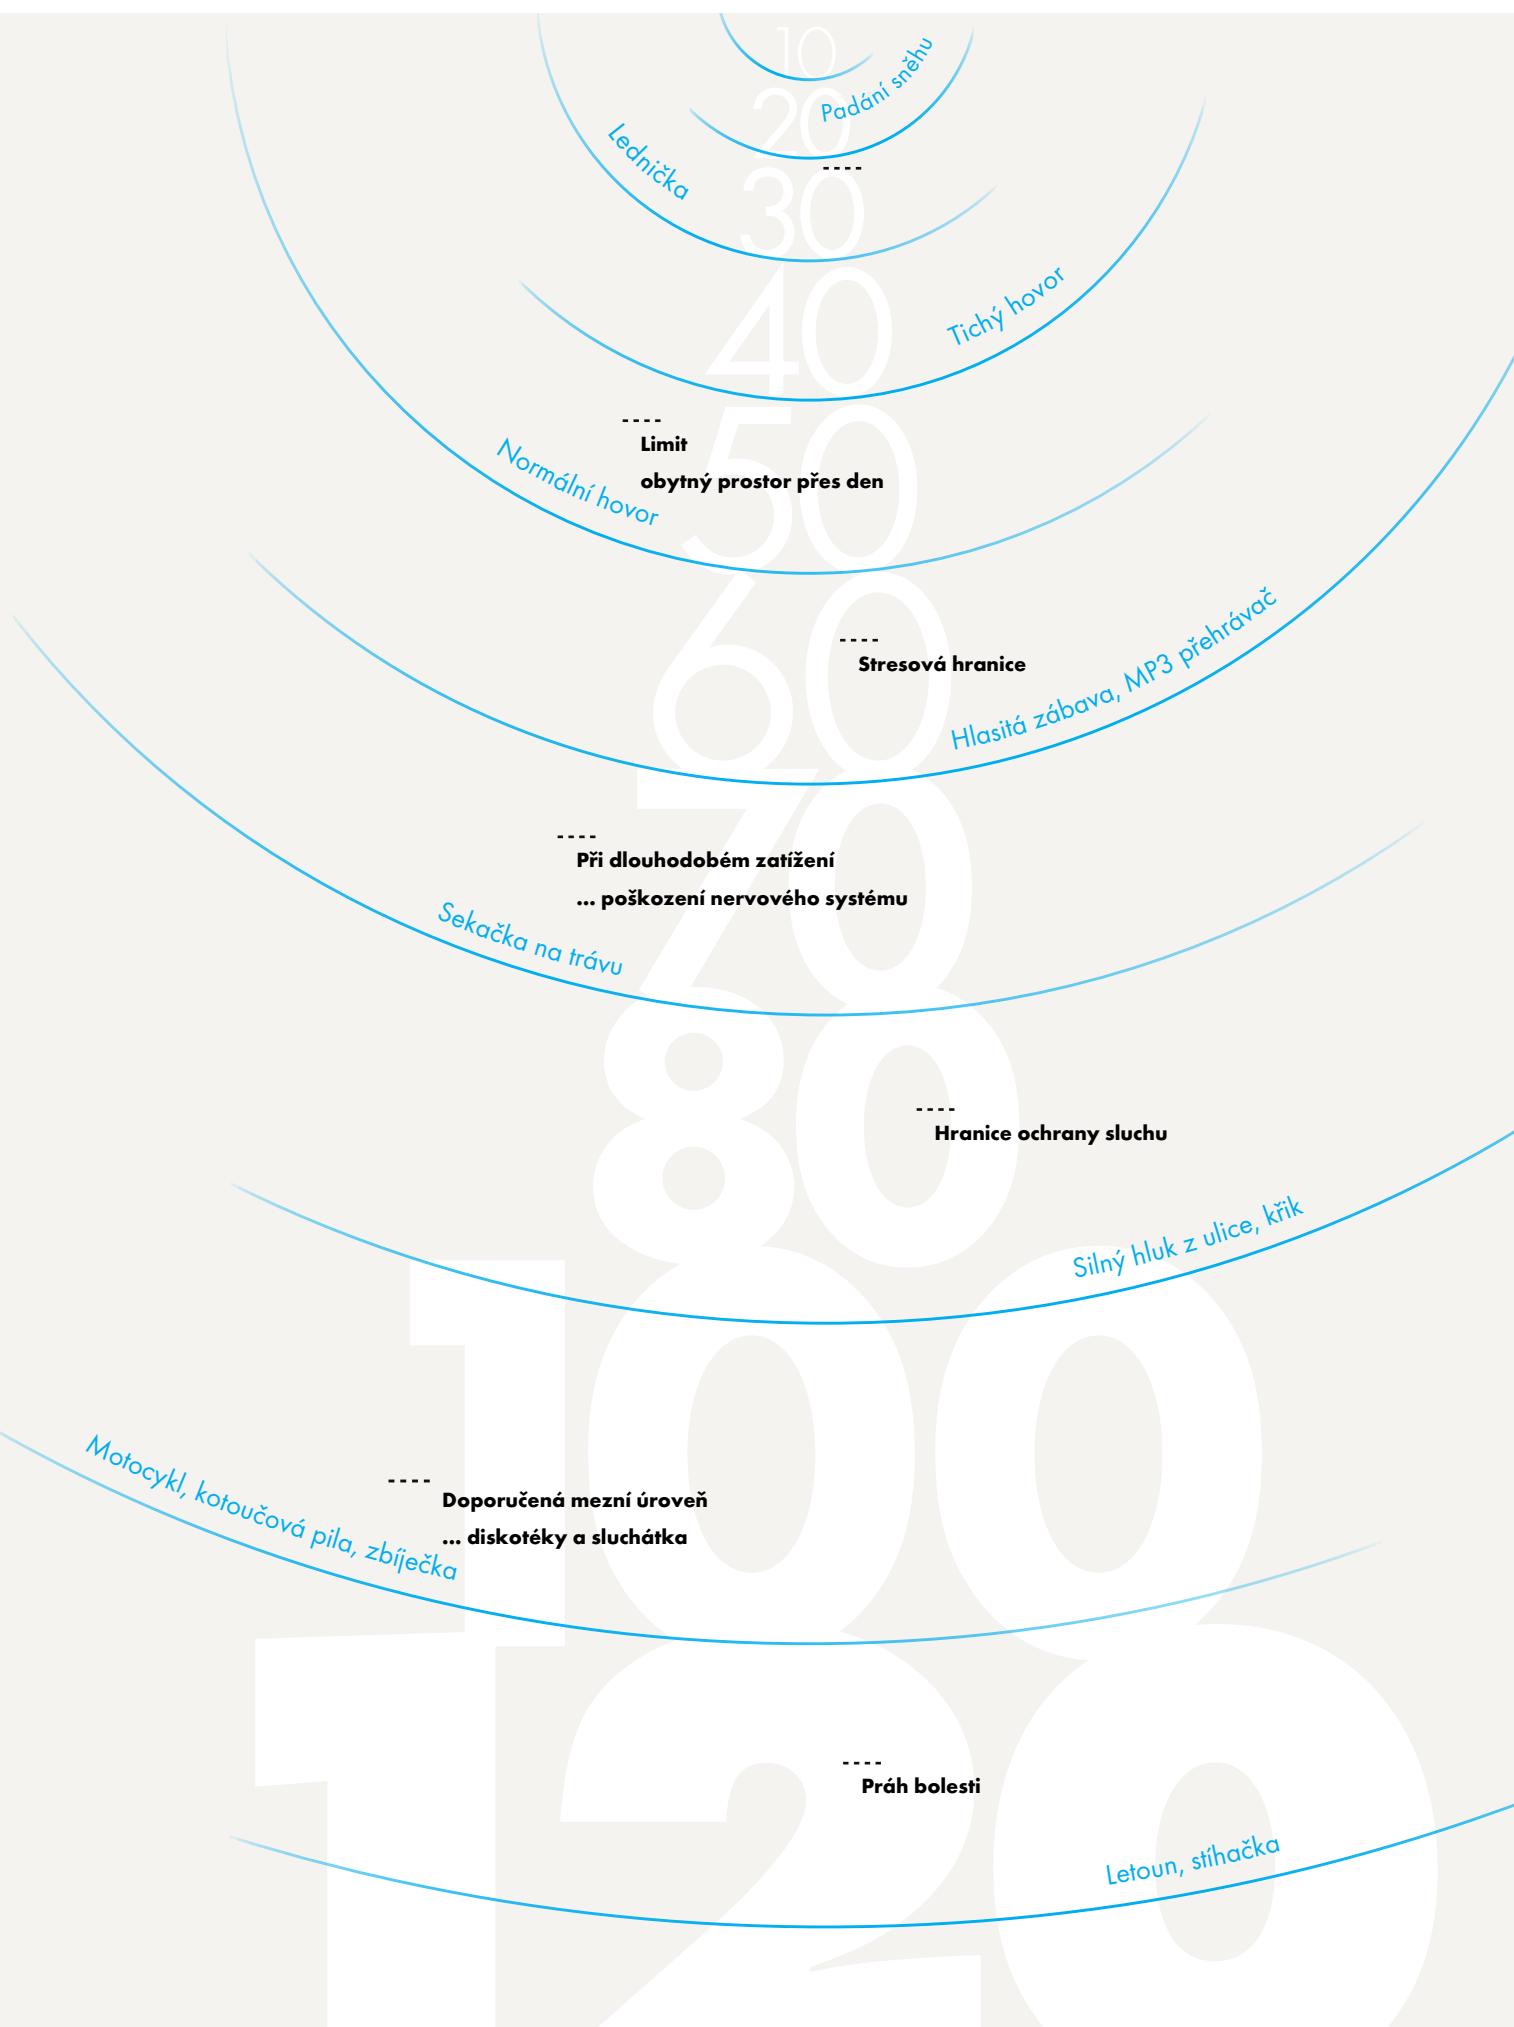 10
Padání sněhu
20
Lednička
30
Tichý hovor
40
Limit
obytný prostor přes den
Normální hovor
50
Stresová hranice
Hlasitá zábava, MP3 přehrávač
60
Při dlouhodobém zatížení
... poškození nervového systému
Sekačka na trávu
70
Hranice ochrany sluchu
80
Silný hluk z ulice, křik
100
Doporučená mezní úroveň
... diskotéky a sluchátka
Motocykl, kotoučová pila, zbíječka
Práh bolesti
120
Letoun, stíhačka